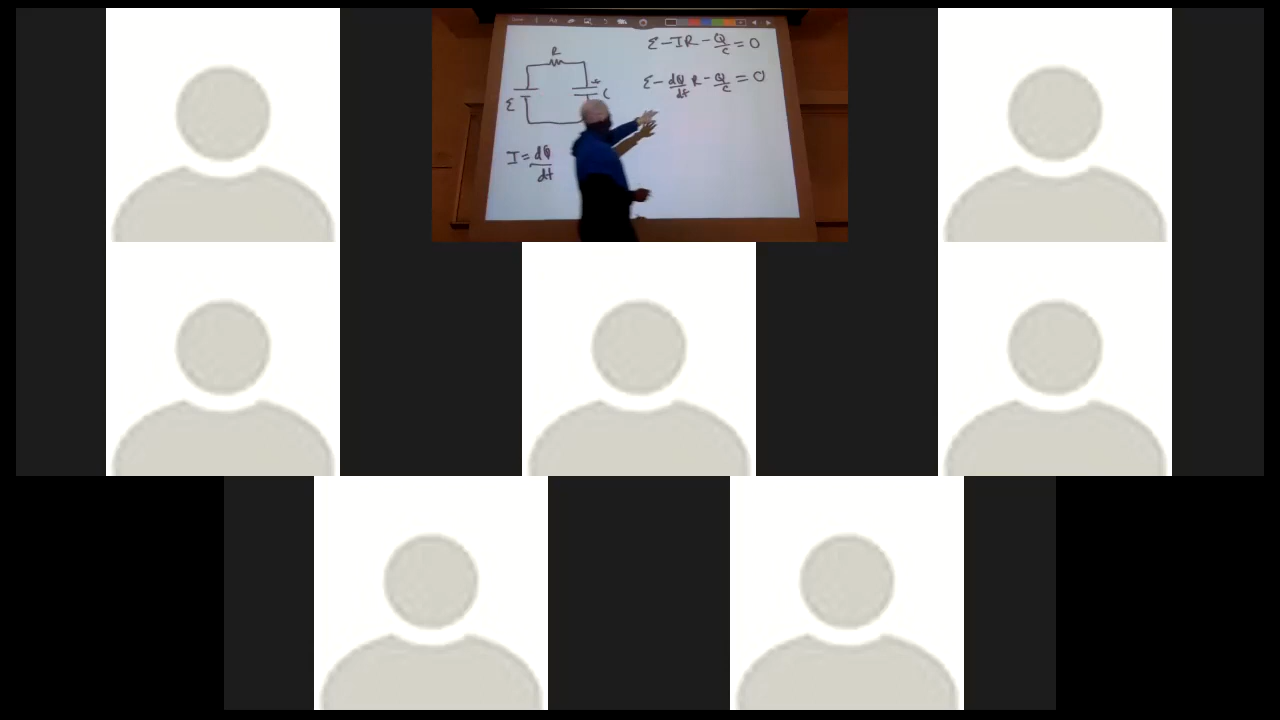 R
ε
+
C
I = dQ/dt
ε - IR - Q/C = 0
ε - dQ/dt R - Q/C = 0